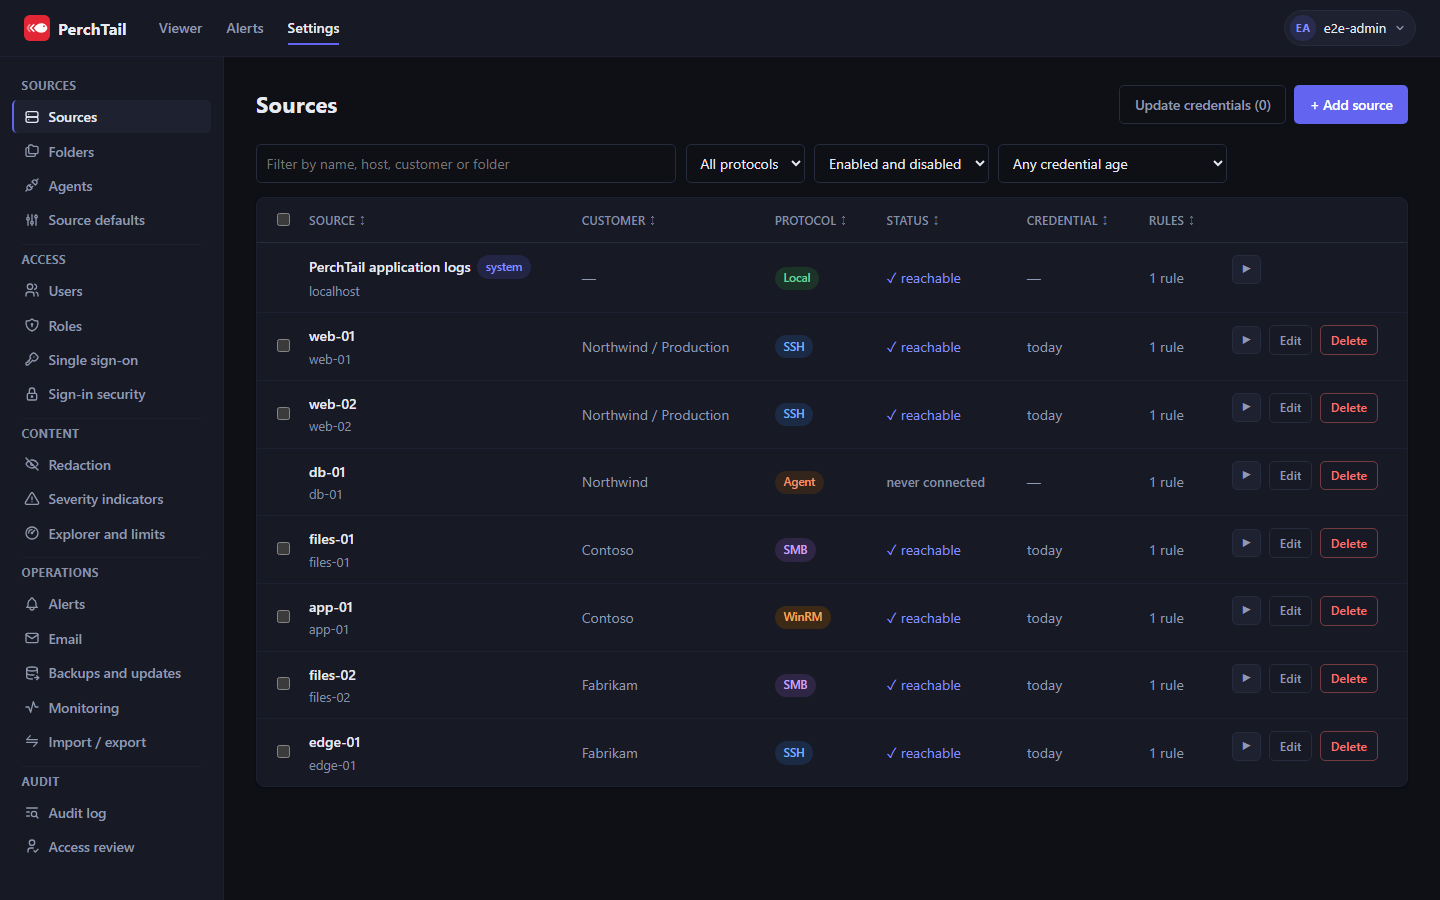 PerchTail
Viewer
Alerts
Settings
EA
e2e-admin
SOURCES
Sources
Folders
Agents
Source defaults
ACCESS
Users
Roles
Single sign-on
Sign-in security
CONTENT
Redaction
Severity indicators
Explorer and limits
OPERATIONS
Alerts
Email
Backups and updates
Monitoring
Import / export
AUDIT
Audit log
Access review
Sources
Update credentials (0)
+ Add source
Filter by name, host, customer or folder
All protocols
Enabled and disabled
Any credential age
SOURCE ↕ CUSTOMER ↕ PROTOCOL ↕ STATUS ↕ CREDENTIAL ↕ RULES ↕
PerchTail application logs system
localhost
— Local ✓ reachable — 1 rule
web-01
web-01
Northwind / Production SSH ✓ reachable today 1 rule Edit Delete
web-02
web-02
Northwind / Production SSH ✓ reachable today 1 rule Edit Delete
db-01
db-01
Northwind Agent never connected — 1 rule Edit Delete
files-01
files-01
Contoso SMB ✓ reachable today 1 rule Edit Delete
app-01
app-01
Contoso WinRM ✓ reachable today 1 rule Edit Delete
files-02
files-02
Fabrikam SMB ✓ reachable today 1 rule Edit Delete
edge-01
edge-01
Fabrikam SSH ✓ reachable today 1 rule Edit Delete